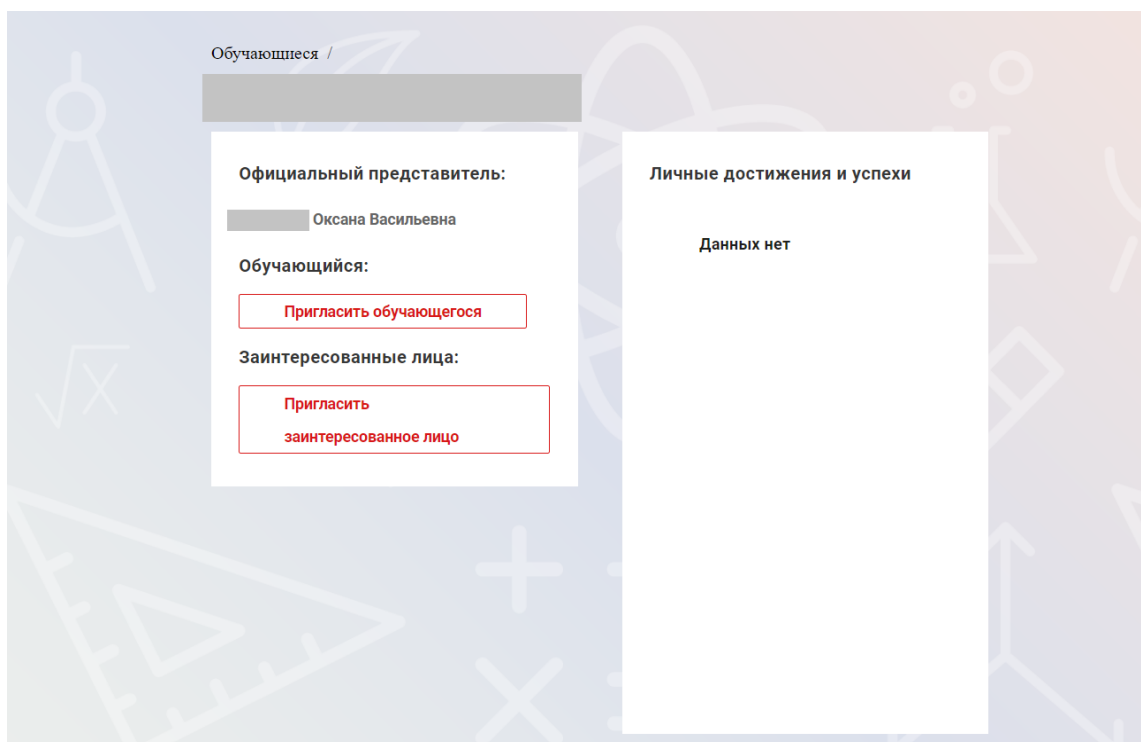 Обучающиеся /
Официальный представитель:
Оксана Васильевна
Обучающийся:
Пригласить обучающегося
Заинтересованные лица:
Пригласить
заинтересованное лицо
Личные достижения и успехи
Данных нет